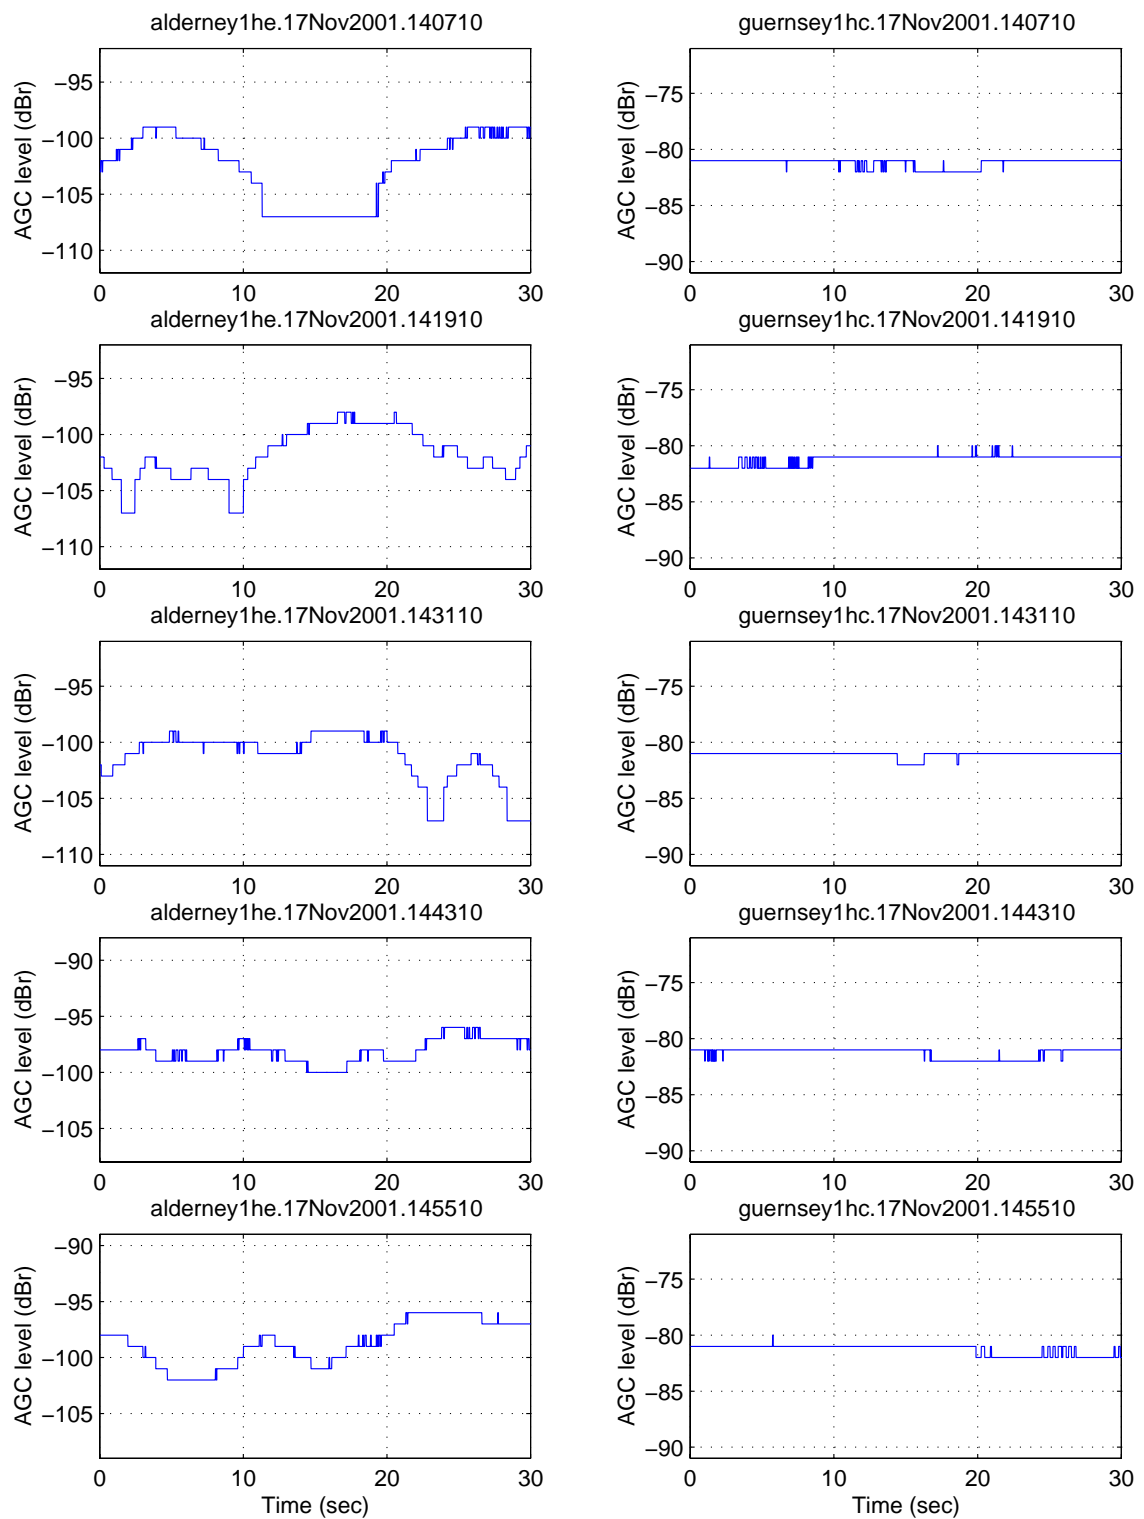 alderney1he.17Nov2001.140710
guernsey1hc.17Nov2001.140710
AGC level (dBr)
−95
−100
−105
−110
0 10 20 30
AGC level (dBr)
−75
−80
−85
−90
0 10 20 30
alderney1he.17Nov2001.141910
guernsey1hc.17Nov2001.141910
AGC level (dBr)
−95
−100
−105
−110
0 10 20 30
AGC level (dBr)
−75
−80
−85
−90
0 10 20 30
alderney1he.17Nov2001.143110
guernsey1hc.17Nov2001.143110
AGC level (dBr)
−95
−100
−105
−110
0 10 20 30
AGC level (dBr)
−75
−80
−85
−90
0 10 20 30
alderney1he.17Nov2001.144310
guernsey1hc.17Nov2001.144310
AGC level (dBr)
−90
−95
−100
−105
0 10 20 30
AGC level (dBr)
−75
−80
−85
−90
0 10 20 30
alderney1he.17Nov2001.145510
guernsey1hc.17Nov2001.145510
AGC level (dBr)
−90
−95
−100
−105
0 10 20 30
Time (sec)
AGC level (dBr)
−75
−80
−85
−90
0 10 20 30
Time (sec)